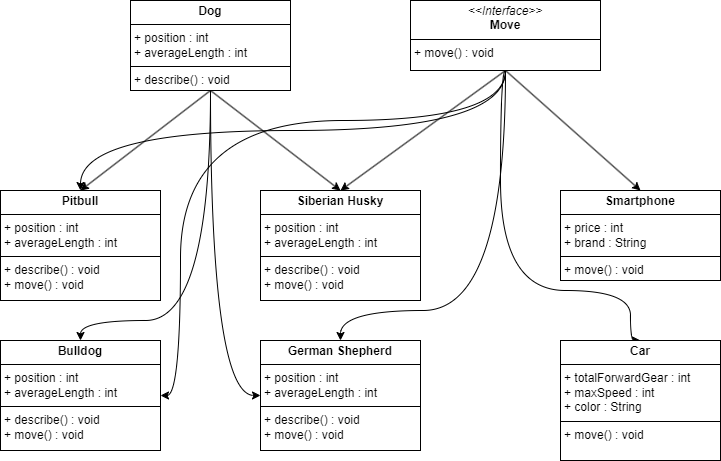 Dog
+ position : int
+ averageLength : int
+ describe() : void
<<Interface>>
Move
+ move() : void
Pitbull
+ position : int
+ averageLength : int
+ describe() : void
+ move() : void
Siberian Husky
+ position : int
+ averageLength : int
+ describe() : void
+ move() : void
Smartphone
+ price : int
+ brand : String
+ move() : void
Bulldog
+ position : int
+ averageLength : int
+ describe() : void
+ move() : void
German Shepherd
+ position : int
+ averageLength : int
+ describe() : void
+ move() : void
Car
+ totalForwardGear : int
+ maxSpeed : int
+ color : String
+ move() : void